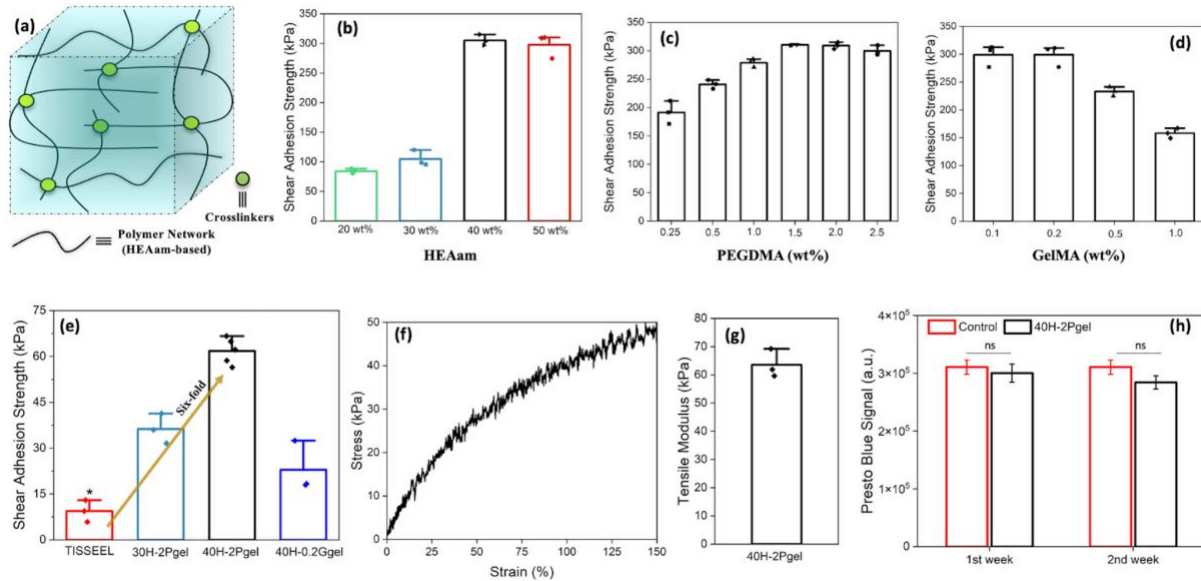 (a)
Crosslinkers
Polymer Network
(HEAam-based)
(b)
Shear Adhesion Strength (kPa)
350
300
250
200
150
100
50
0
20 wt% 30 wt% 40 wt% 50 wt%
HEAam
(c)
Shear Adhesion Strength (kPa)
400
350
300
250
200
150
100
50
0
0.25 0.5 1.0 1.5 2.0 2.5
PEGDMA (wt%)
(d)
Shear Adhesion Strength (kPa)
350
300
250
200
150
100
50
0
0.1 0.2 0.5 1.0
GelMA (wt%)
(e)
Shear Adhesion Strength (kPa)
75
60
45
30
15
0
Six-fold
*
TISSEEL 30H-2Pgel 40H-2Pgel 40H-0.2Ggel
(f)
Stress (kPa)
50
40
30
20
10
0
0 25 50 75 100 125 150
Strain (%)
(g)
Tensile Modulus (kPa)
80
70
60
50
40
30
20
10
0
40H-2Pgel
(h)
Control 40H-2Pgel
Presto Blue Signal (a.u.)
4×10⁵
3×10⁵
2×10⁵
1×10⁵
0
ns ns
1st week 2nd week